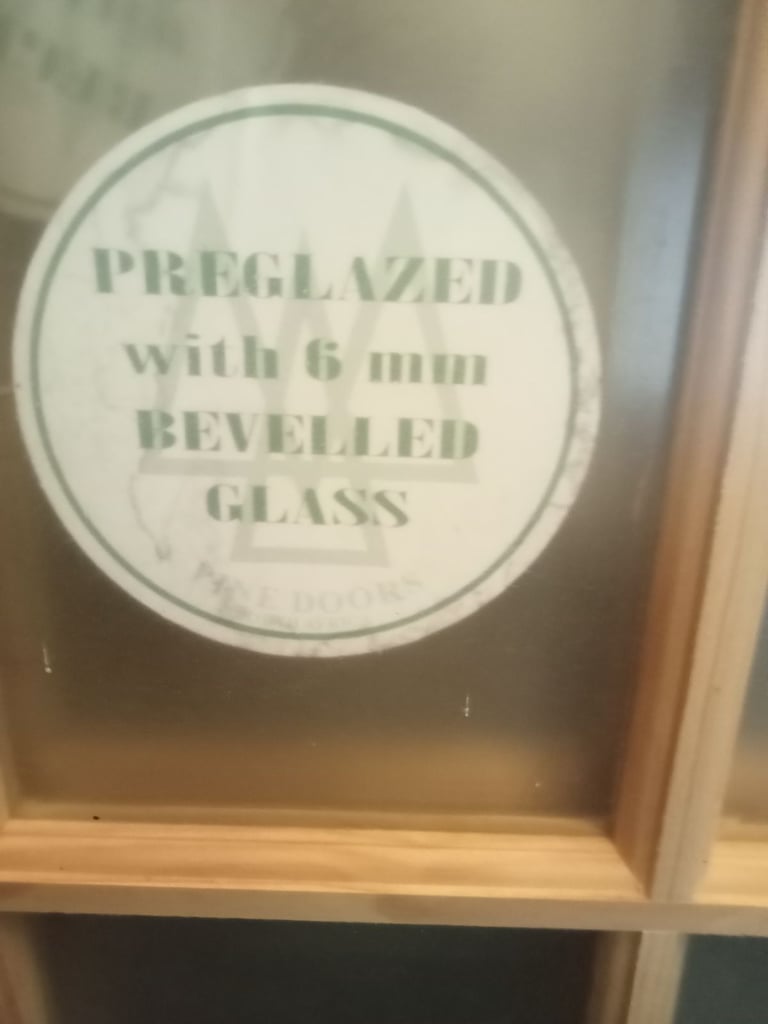 PREGLAZED
with 6 mm
BEVELLED
GLASS
PINE DOORS